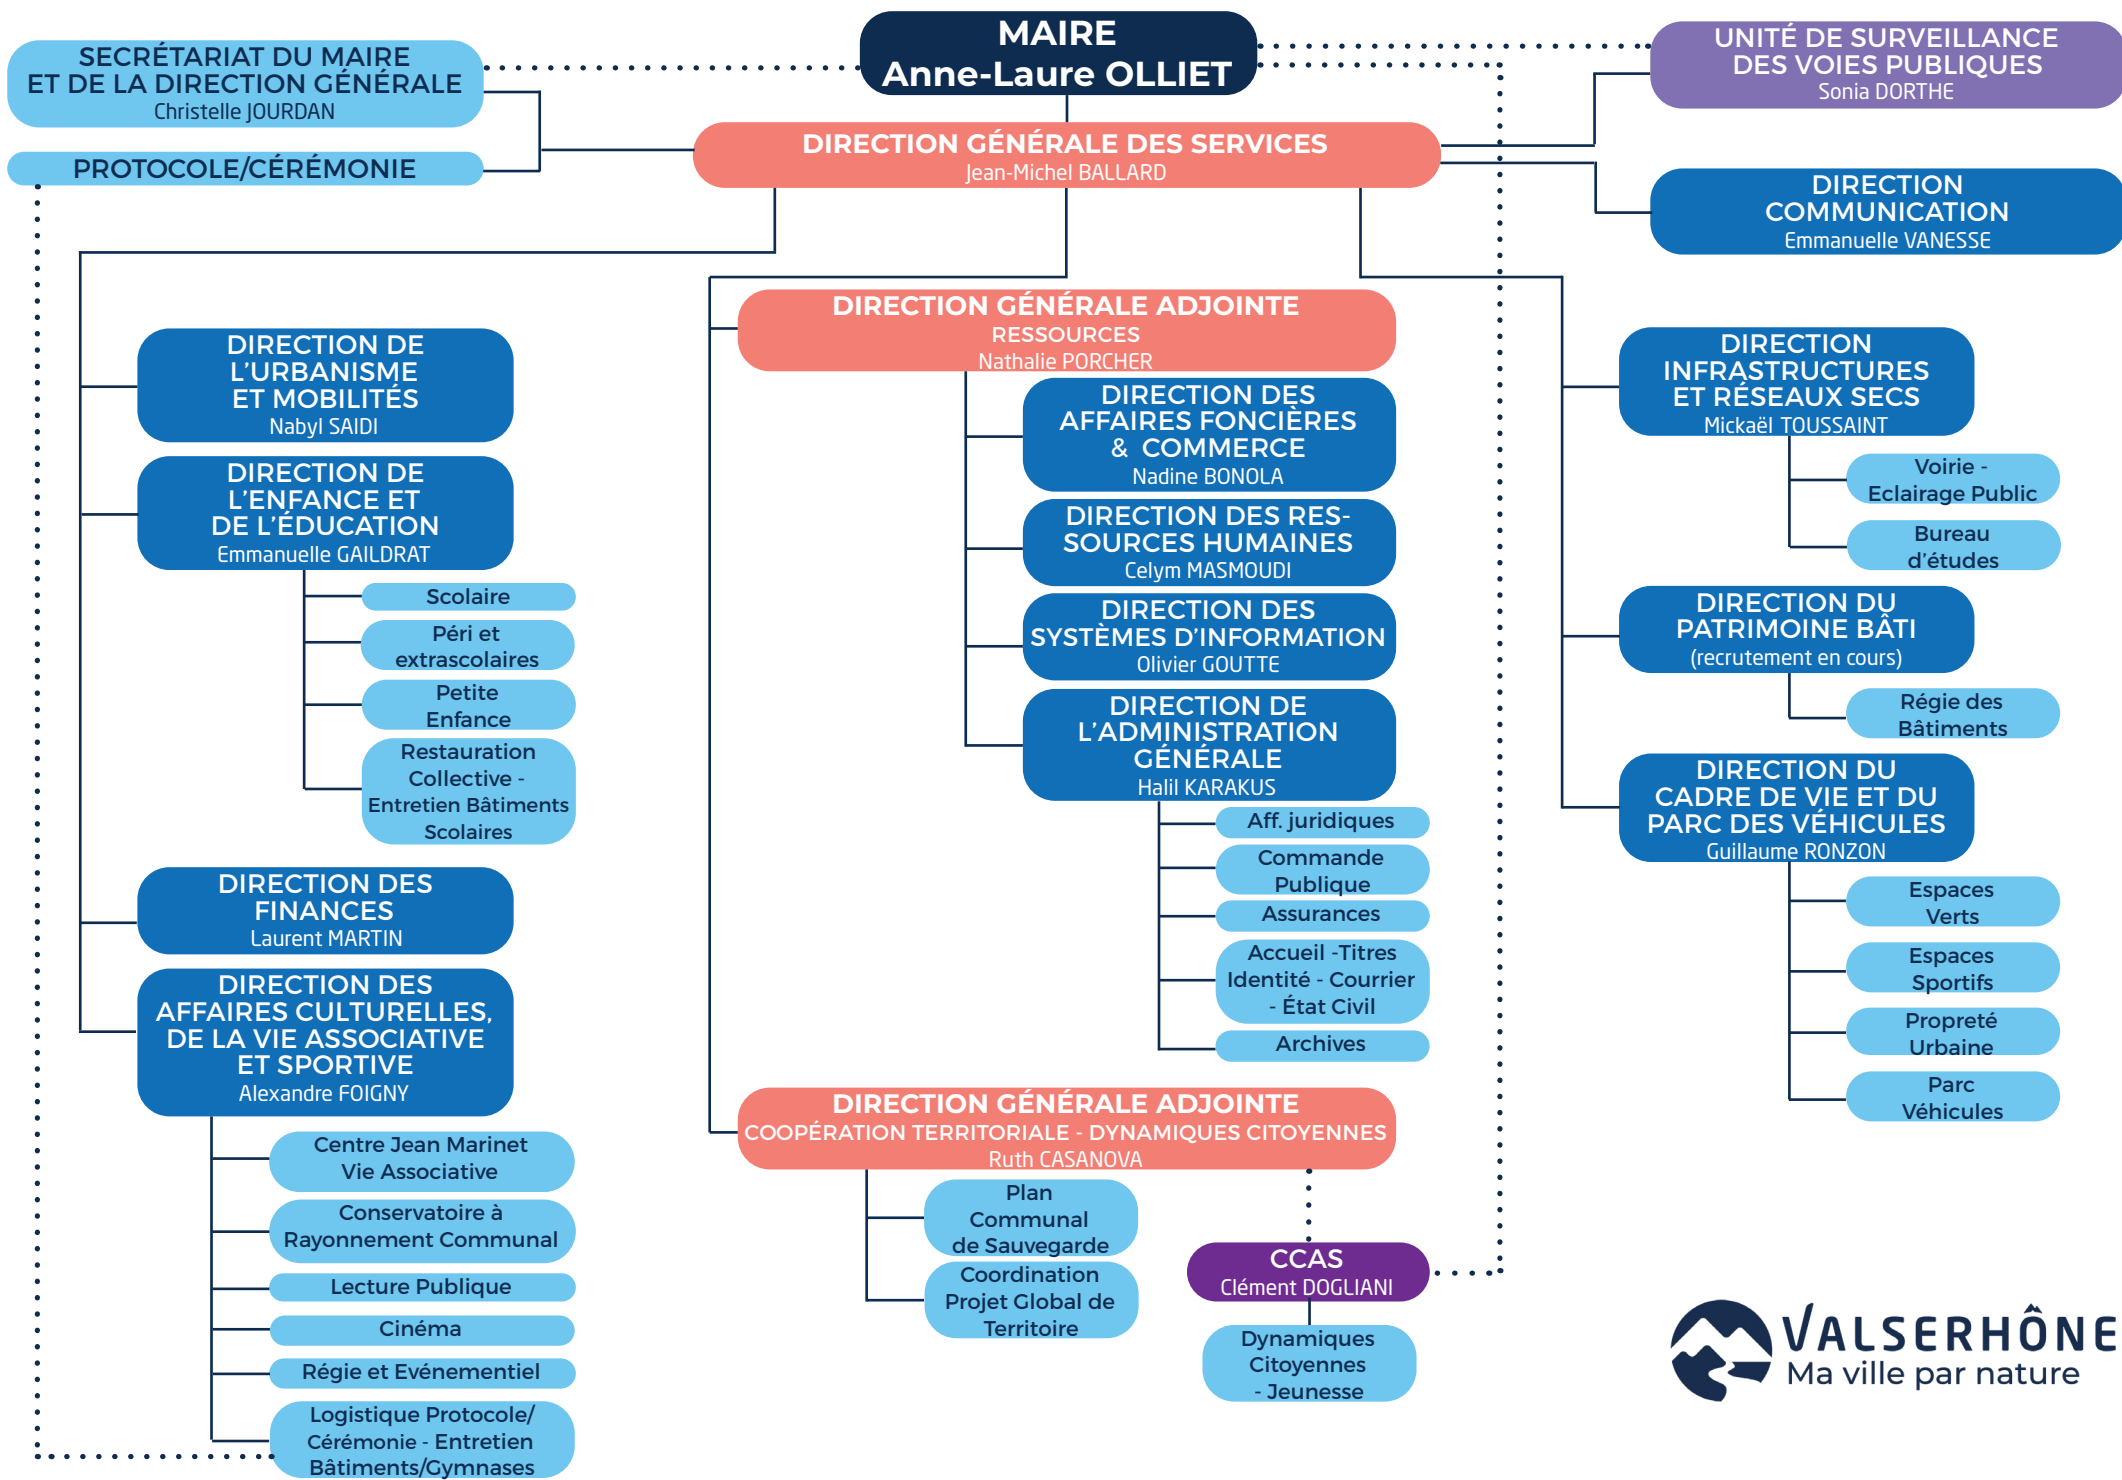 MAIRE
Anne-Laure OLLIET
SECRÉTARIAT DU MAIRE
ET DE LA DIRECTION GÉNÉRALE
Christelle JOURDAN
PROTOCOLE/CÉRÉMONIE
UNITÉ DE SURVEILLANCE
DES VOIES PUBLIQUES
Sonia DORTHE
DIRECTION GÉNÉRALE DES SERVICES
Jean-Michel BALLARD
DIRECTION
COMMUNICATION
Emmanuelle VANESSE
DIRECTION DE
L'URBANISME
ET MOBILITÉS
Nabyl SAIDI
DIRECTION DE
L'ENFANCE ET
DE L'ÉDUCATION
Emmanuelle GAILDRAT
Scolaire
Péri et
extrascolaires
Petite
Enfance
Restauration
Collective -
Entretien Bâtiments
Scolaires
DIRECTION DES
FINANCES
Laurent MARTIN
DIRECTION DES
AFFAIRES CULTURELLES,
DE LA VIE ASSOCIATIVE
ET SPORTIVE
Alexandre FOIGNY
Centre Jean Marinet
Vie Associative
Conservatoire à
Rayonnement Communal
Lecture Publique
Cinéma
Régie et Evénementiel
Logistique Protocole/
Cérémonie - Entretien
Bâtiments/Gymnases
DIRECTION GÉNÉRALE ADJOINTE
RESSOURCES
Nathalie PORCHER
DIRECTION DES
AFFAIRES FONCIÈRES
& COMMERCE
Nadine BONOLA
DIRECTION DES RES-
SOURCES HUMAINES
Celym MASMOUDI
DIRECTION DES
SYSTÈMES D'INFORMATION
Olivier GOUTTE
DIRECTION DE
L'ADMINISTRATION
GÉNÉRALE
Halil KARAKUS
Aff. juridiques
Commande
Publique
Assurances
Accueil -Titres
Identité - Courrier
- État Civil
Archives
DIRECTION GÉNÉRALE ADJOINTE
COOPÉRATION TERRITORIALE - DYNAMIQUES CITOYENNES
Ruth CASANOVA
Plan
Communal
de Sauvegarde
Coordination
Projet Global de
Territoire
CCAS
Clément DOGLIANI
Dynamiques
Citoyennes
- Jeunesse
DIRECTION
INFRASTRUCTURES
ET RÉSEAUX SECS
Mickaël TOUSSAINT
Voirie -
Eclairage Public
Bureau
d'études
DIRECTION DU
PATRIMOINE BÂTI
(recrutement en cours)
Régie des
Bâtiments
DIRECTION DU
CADRE DE VIE ET DU
PARC DES VÉHICULES
Guillaume RONZON
Espaces
Verts
Espaces
Sportifs
Propreté
Urbaine
Parc
Véhicules
VALSERHÔNE
Ma ville par nature